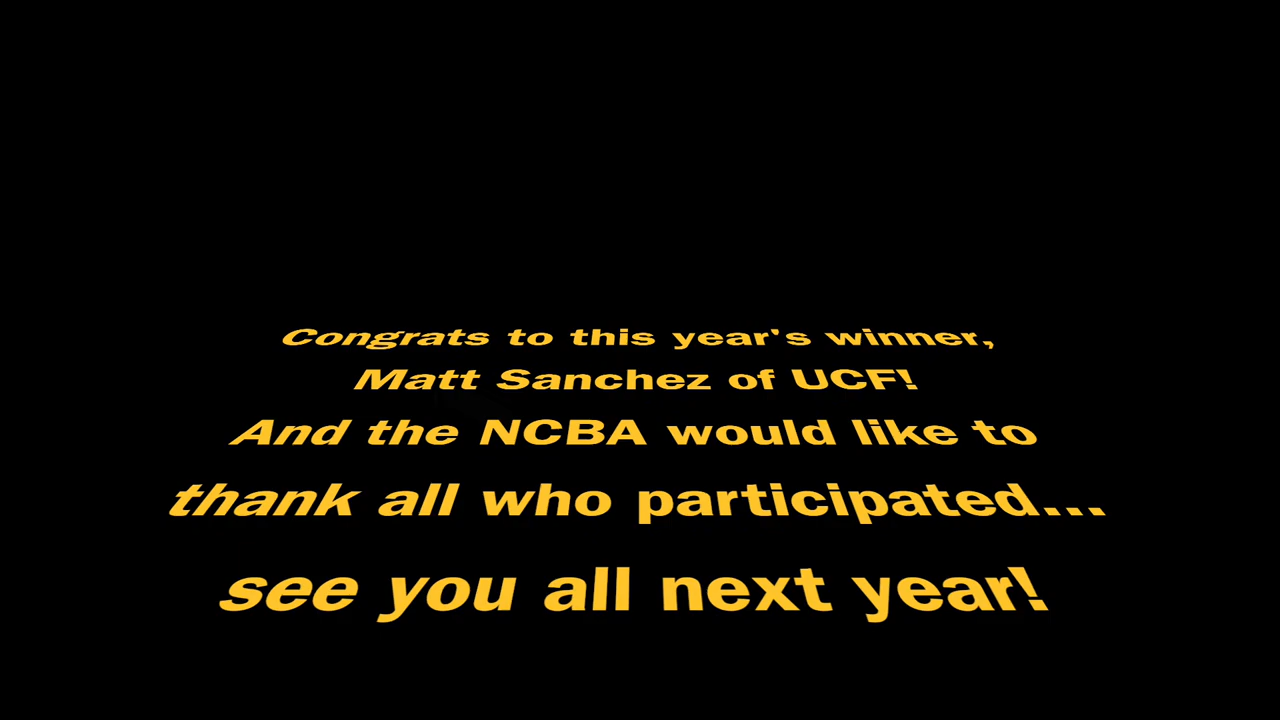 Congrats to this year's winner,
Matt Sanchez of UCF!
And the NCBA would like to
thank all who participated...
see you all next year!